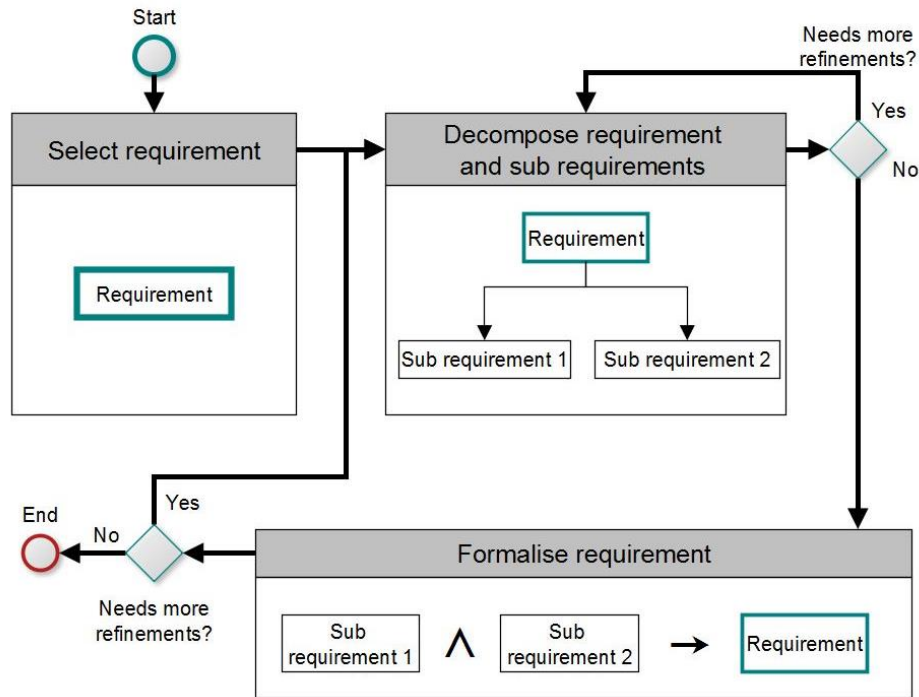 Start
Needs more
refinements?
Yes
No
Select requirement
Requirement
Decompose requirement
and sub requirements
Requirement
Sub requirement 1
Sub requirement 2
Yes
End
No
Needs more
refinements?
Formalise requirement
Sub
requirement 1
∧
Sub
requirement 2
→
Requirement